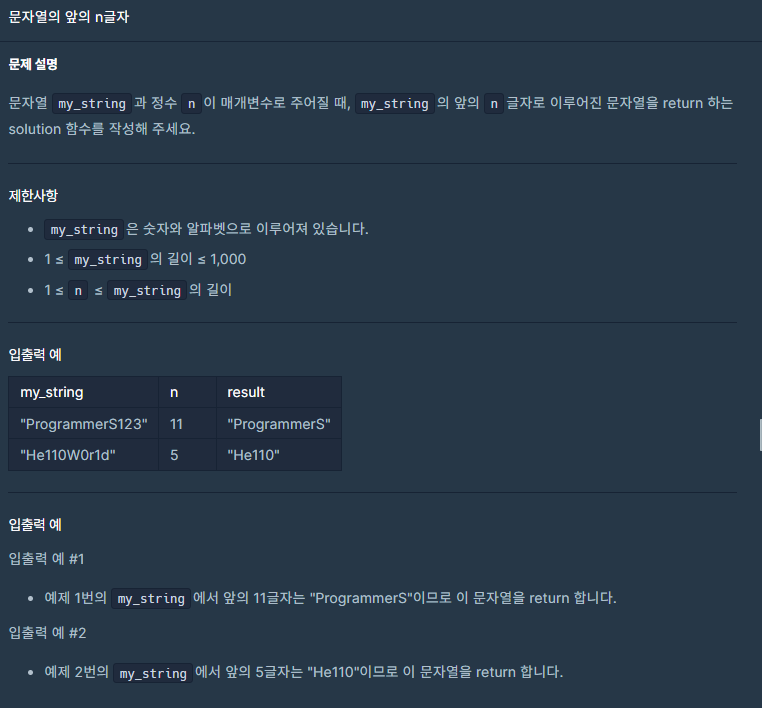 문자열의 앞의 n글자
문제 설명
문자열 my_string 과 정수 n 이 매개변수로 주어질 때, my_string 의 앞의 n 글자로 이루어진 문자열을 return 하는
solution 함수를 작성해 주세요.
제한사항
• my_string 은 숫자와 알파벳으로 이루어져 있습니다.
• 1 ≤ my_string 의 길이 ≤ 1,000
• 1 ≤ n ≤ my_string 의 길이
입출력 예
my_string n result
"ProgrammerS123" 11 "ProgrammerS"
"He110W0r1d" 5 "He110"
입출력 예
입출력 예 #1
• 예제 1번의 my_string 에서 앞의 11글자는 "ProgrammerS"이므로 이 문자열을 return 합니다.
입출력 예 #2
• 예제 2번의 my_string 에서 앞의 5글자는 "He110"이므로 이 문자열을 return 합니다.